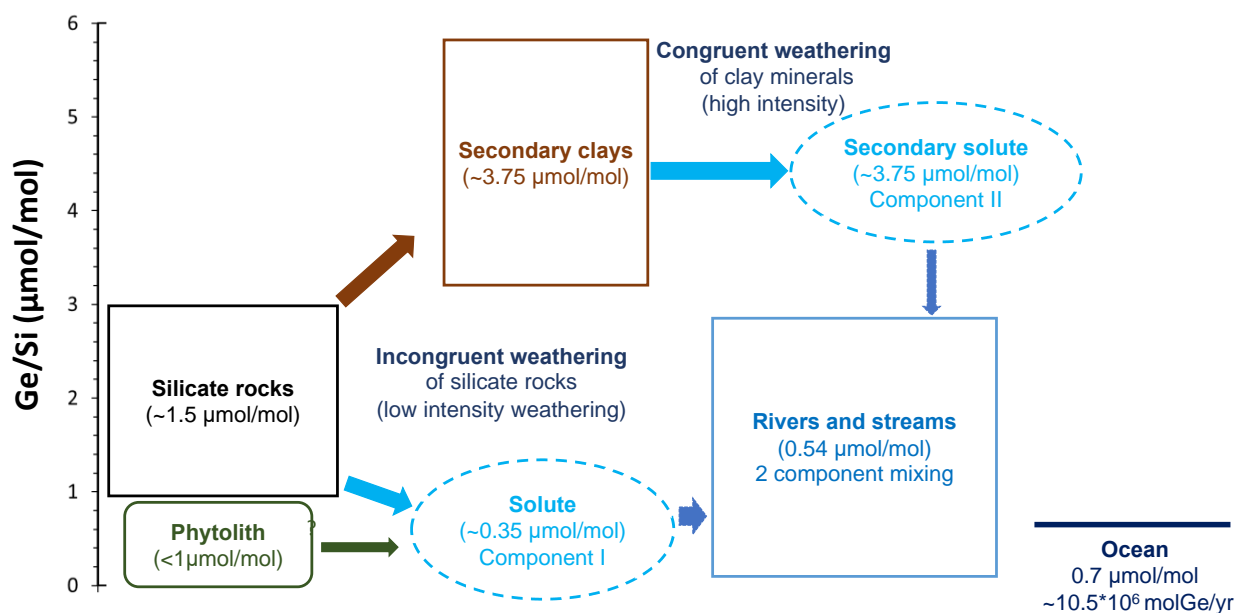 Ge/Si (µmol/mol)
6
5
4
3
2
1
0
Congruent weathering
of clay minerals
(high intensity)
Secondary clays
(~3.75 µmol/mol)
Secondary solute
(~3.75 µmol/mol)
Component II
Silicate rocks
(~1.5 µmol/mol)
Incongruent weathering
of silicate rocks
(low intensity weathering)
Rivers and streams
(0.54 µmol/mol)
2 component mixing
Phytolith
(<1µmol/mol)
?
Solute
(~0.35 µmol/mol)
Component I
Ocean
0.7 µmol/mol
~10.5*10⁶ molGe/yr